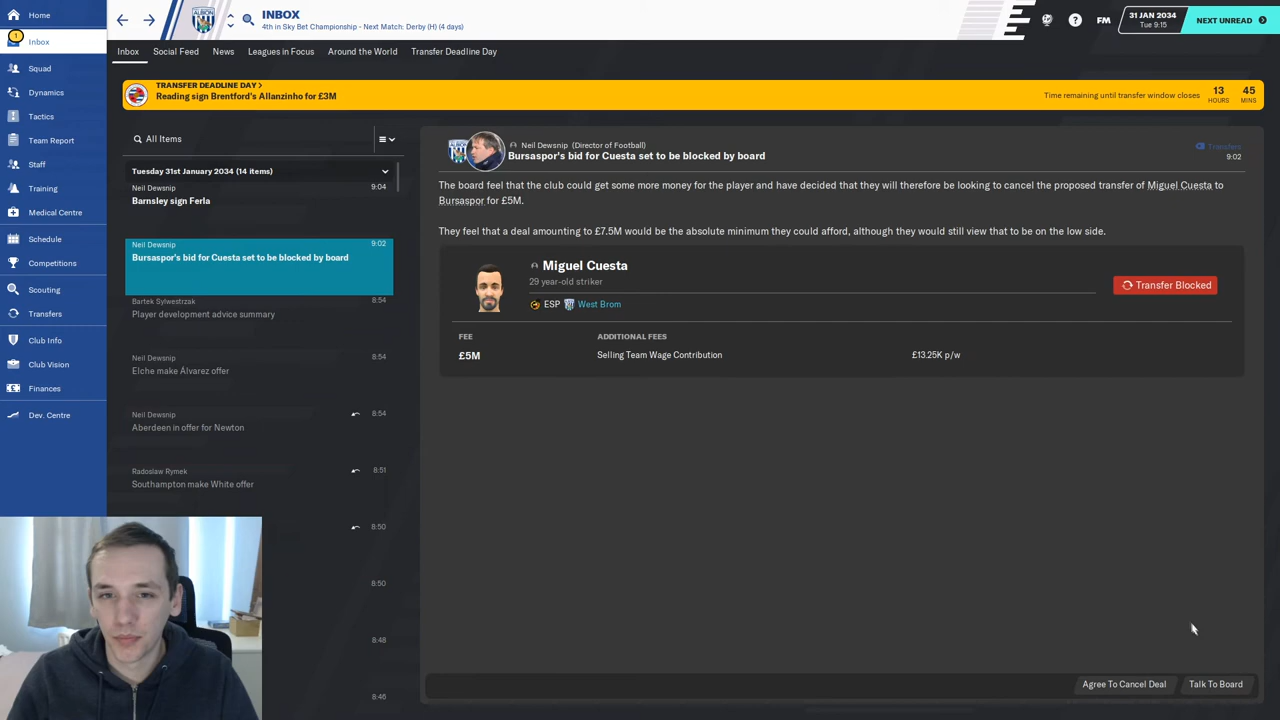 Home
INBOX
4th in Sky Bet Championship - Next Match: Derby (H) (4 days)
FM
31 JAN 2034
Tue 9:15
NEXT UNREAD
1
Inbox
Squad
Dynamics
Tactics
Team Report
Staff
Training
Medical Centre
Schedule
Competitions
Scouting
Transfers
Club Info
Club Vision
Finances
Dev. Centre
Inbox
Social Feed
News
Leagues in Focus
Around the World
Transfer Deadline Day
TRANSFER DEADLINE DAY >
Reading sign Brentford's Allanzinho for £3M
Time remaining until transfer window closes
13
HOURS
45
MINS
All Items
Tuesday 31st January 2034 (14 items)
Neil Dewsnip 9:04
Barnsley sign Ferla
Neil Dewsnip 9:02
Bursaspor's bid for Cuesta set to be blocked by board
Bartek Sylwestrzak 8:54
Player development advice summary
Neil Dewsnip 8:54
Elche make Álvarez offer
Neil Dewsnip 8:54
Aberdeen in offer for Newton
Radoslaw Rymek 8:51
Southampton make White offer
8:50
8:50
8:48
8:46
Neil Dewsnip (Director of Football)
Bursaspor's bid for Cuesta set to be blocked by board
Transfers
9:02
The board feel that the club could get some more money for the player and have decided that they will therefore be looking to cancel the proposed transfer of Miguel Cuesta to
Bursaspor for £5M.
They feel that a deal amounting to £7.5M would be the absolute minimum they could afford, although they would still view that to be on the low side.
Miguel Cuesta
29 year-old striker
ESP West Brom
Transfer Blocked
FEE
ADDITIONAL FEES
£5M
Selling Team Wage Contribution
£13.25K p/w
Agree To Cancel Deal
Talk To Board